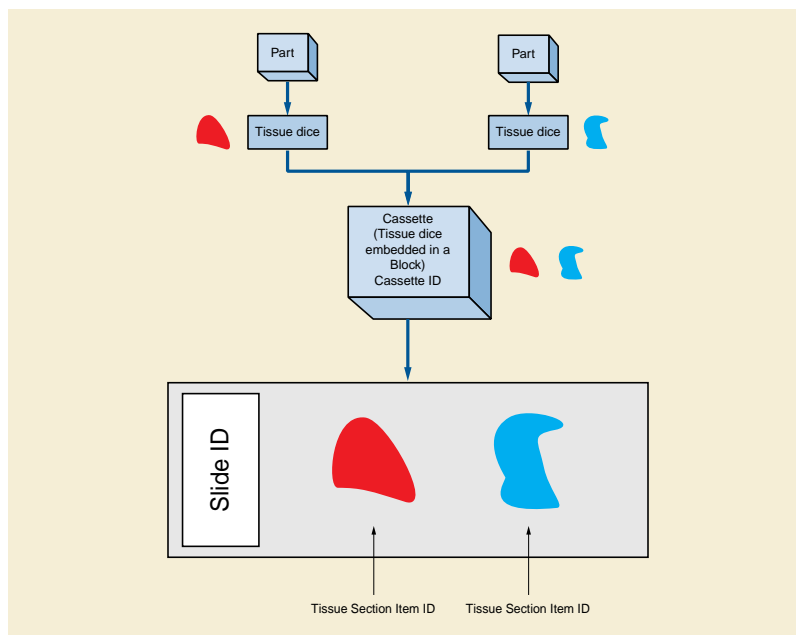 Part
Part
Tissue dice
Tissue dice
Cassette
(Tissue dice
embedded in a
Block)
Cassette ID
Slide ID
Tissue Section Item ID
Tissue Section Item ID